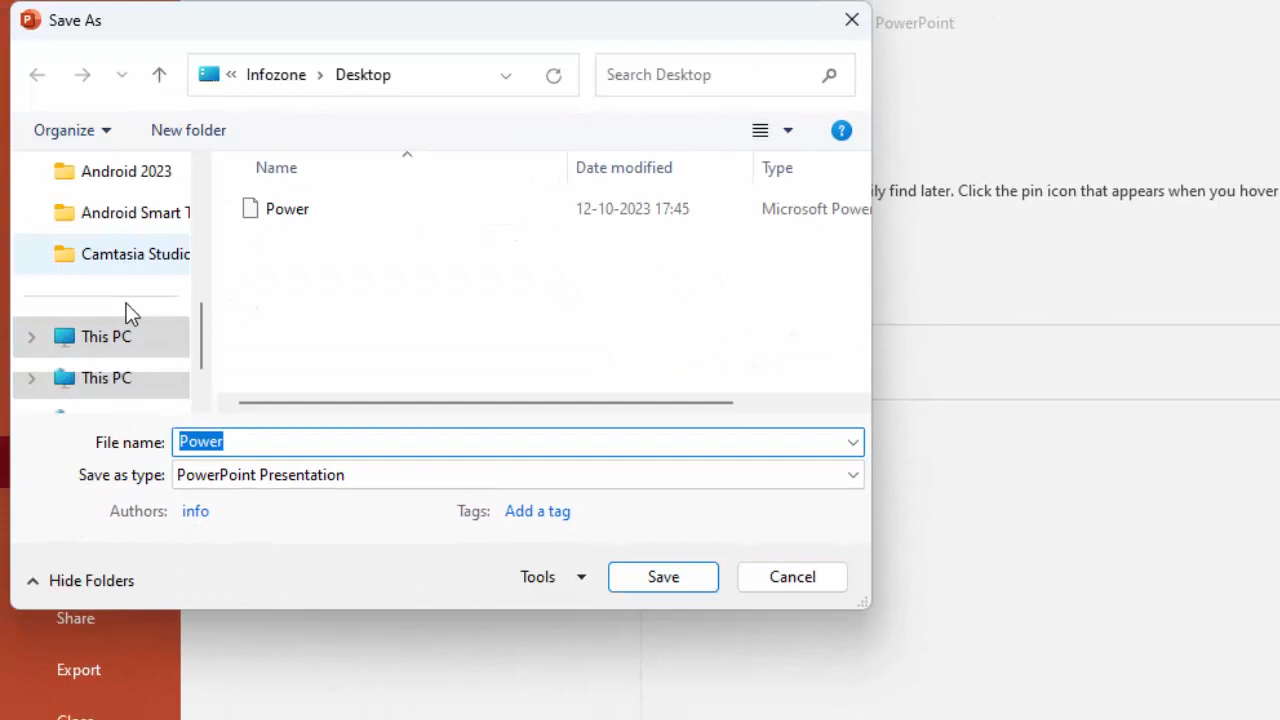 Save As
PowerPoint
Infozone
Desktop
Search Desktop
Organize
New folder
?
Android 2023
Android Smart T
Camtasia Studio
This PC
This PC
Name
Date modified
Type
Power
12-10-2023 17:45
Microsoft Power
ily find later. Click the pin icon that appears when you hover
File name:
Power
Save as type:
PowerPoint Presentation
Authors:
info
Tags:
Add a tag
Hide Folders
Tools
Save
Cancel
Share
Export
Close